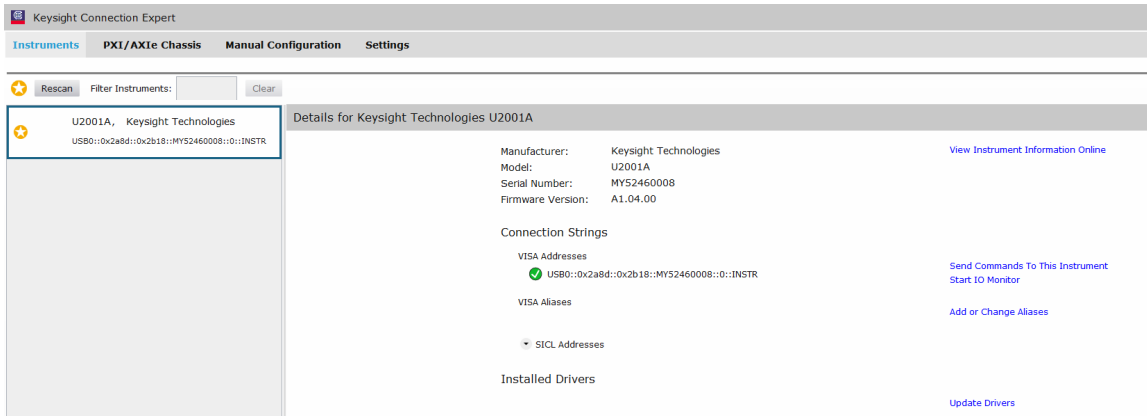 Keysight Connection Expert
Instruments PXI/AXIe Chassis Manual Configuration Settings
Rescan Filter Instruments: Clear
U2001A, Keysight Technologies
USB0::0x2a8d::0x2b18::MY52460008::0::INSTR
Details for Keysight Technologies U2001A
Manufacturer: Keysight Technologies View Instrument Information Online
Model: U2001A
Serial Number: MY52460008
Firmware Version: A1.04.00
Connection Strings
VISA Addresses
USB0::0x2a8d::0x2b18::MY52460008::0::INSTR
Send Commands To This Instrument
Start IO Monitor
VISA Aliases
Add or Change Aliases
SICL Addresses
Installed Drivers
Update Drivers